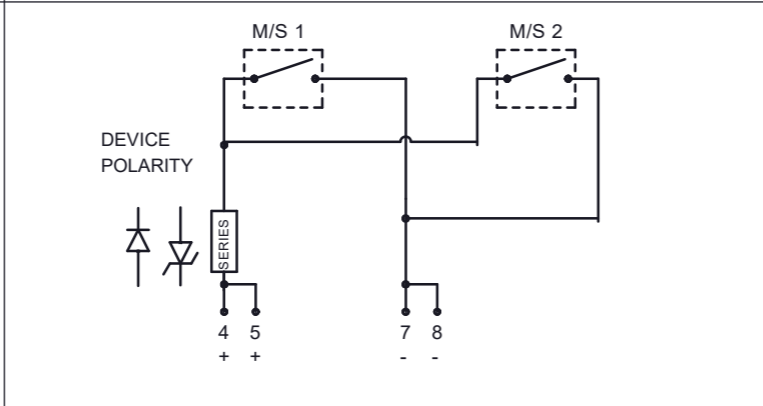 M/S 1
M/S 2
DEVICE
POLARITY
SERIES
4 5 7 8
+ + - -